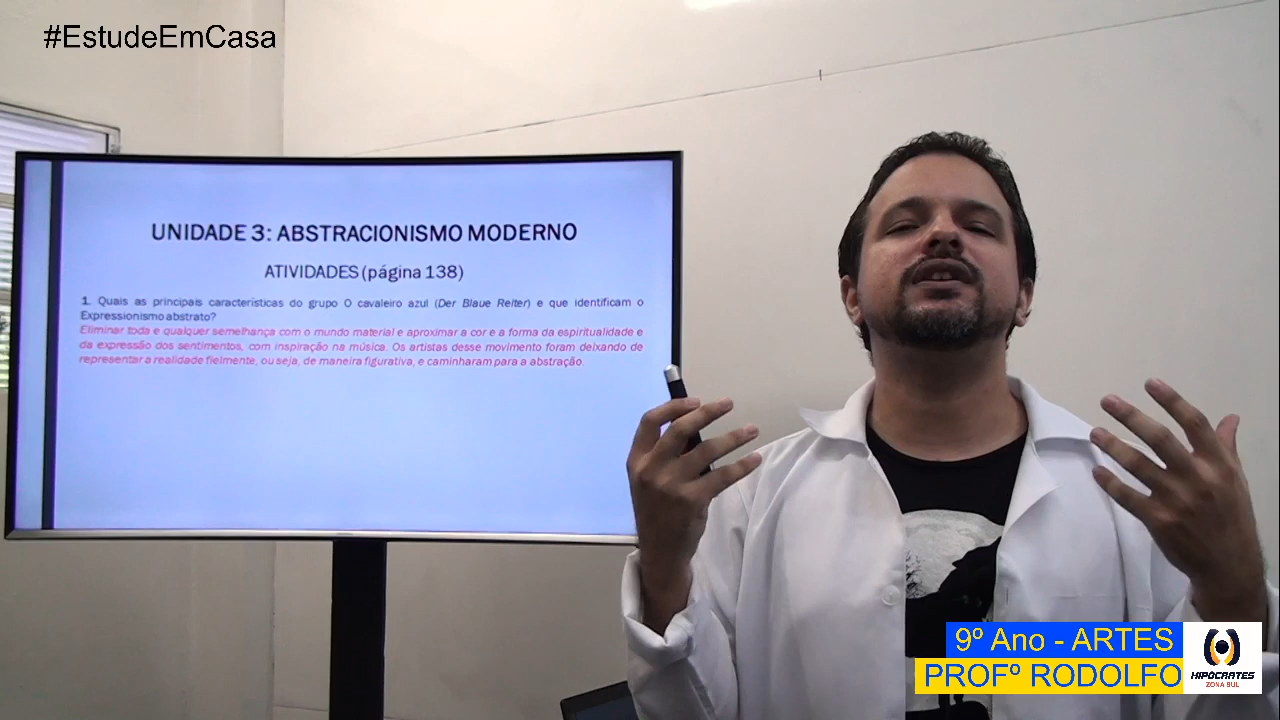 #EstudeEmCasa
UNIDADE 3: ABSTRACIONISMO MODERNO
ATIVIDADES (página 138)
1. Quais as principais características do grupo O cavaleiro azul (Der Blaue Reiter) e que identificam o
Expressionismo abstrato?
Eliminar toda e qualquer semelhança com o mundo material e aproximar a cor e a forma da espiritualidade e
da expressão dos sentimentos, com inspiração na música. Os artistas desse movimento foram deixando de
representar a realidade fielmente, ou seja, de maneira figurativa, e caminharam para a abstração.
9º Ano - ARTES
PROFº RODOLFO
HIPÓCRATES
ZONA SUL